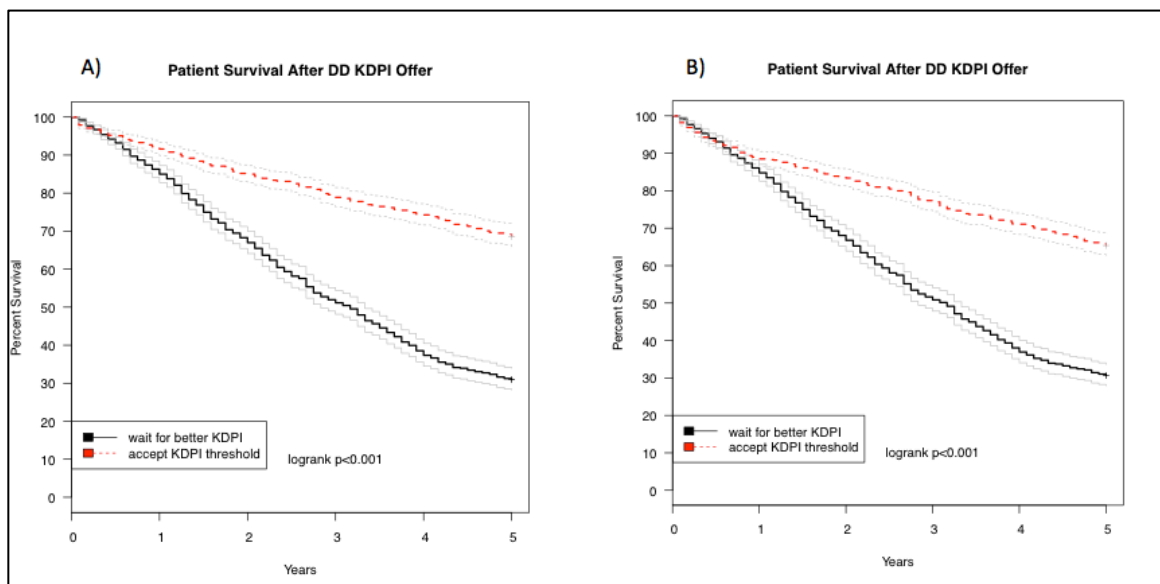 A)
Patient Survival After DD KDPI Offer
Percent Survival
100
90
80
70
60
50
40
30
20
10
0
wait for better KDPI
accept KDPI threshold
logrank p<0.001
0 1 2 3 4 5
Years
B)
Patient Survival After DD KDPI Offer
Percent Survival
100
90
80
70
60
50
40
30
20
10
0
wait for better KDPI
accept KDPI threshold
logrank p<0.001
0 1 2 3 4 5
Years